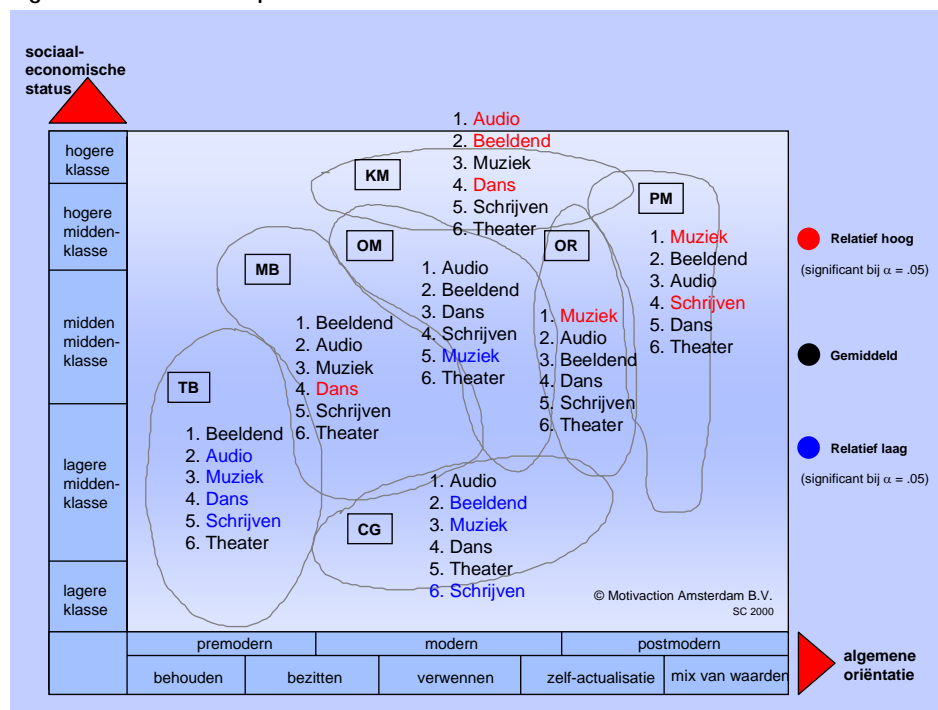 sociaal-
economische
status
hogere
klasse
hogere
midden-
klasse
midden
midden-
klasse
lagere
midden-
klasse
lagere
klasse
KM
1. Audio
2. Beeldend
3. Muziek
4. Dans
5. Schrijven
6. Theater
PM
1. Muziek
2. Beeldend
3. Audio
4. Schrijven
5. Dans
6. Theater
OM
1. Audio
2. Beeldend
3. Dans
4. Schrijven
5. Muziek
6. Theater
OR
1. Muziek
2. Audio
3. Beeldend
4. Dans
5. Schrijven
6. Theater
MB
1. Beeldend
2. Audio
3. Muziek
4. Dans
5. Schrijven
6. Theater
TB
1. Beeldend
2. Audio
3. Muziek
4. Dans
5. Schrijven
6. Theater
CG
1. Audio
2. Beeldend
3. Muziek
4. Dans
5. Theater
6. Schrijven
© Motivaction Amsterdam B.V.
SC 2000
Relatief hoog
(significant bij α = .05)
Gemiddeld
Relatief laag
(significant bij α = .05)
premodern
modern
postmodern
behouden
bezitten
verwennen
zelf-actualisatie
mix van waarden
algemene
oriëntatie